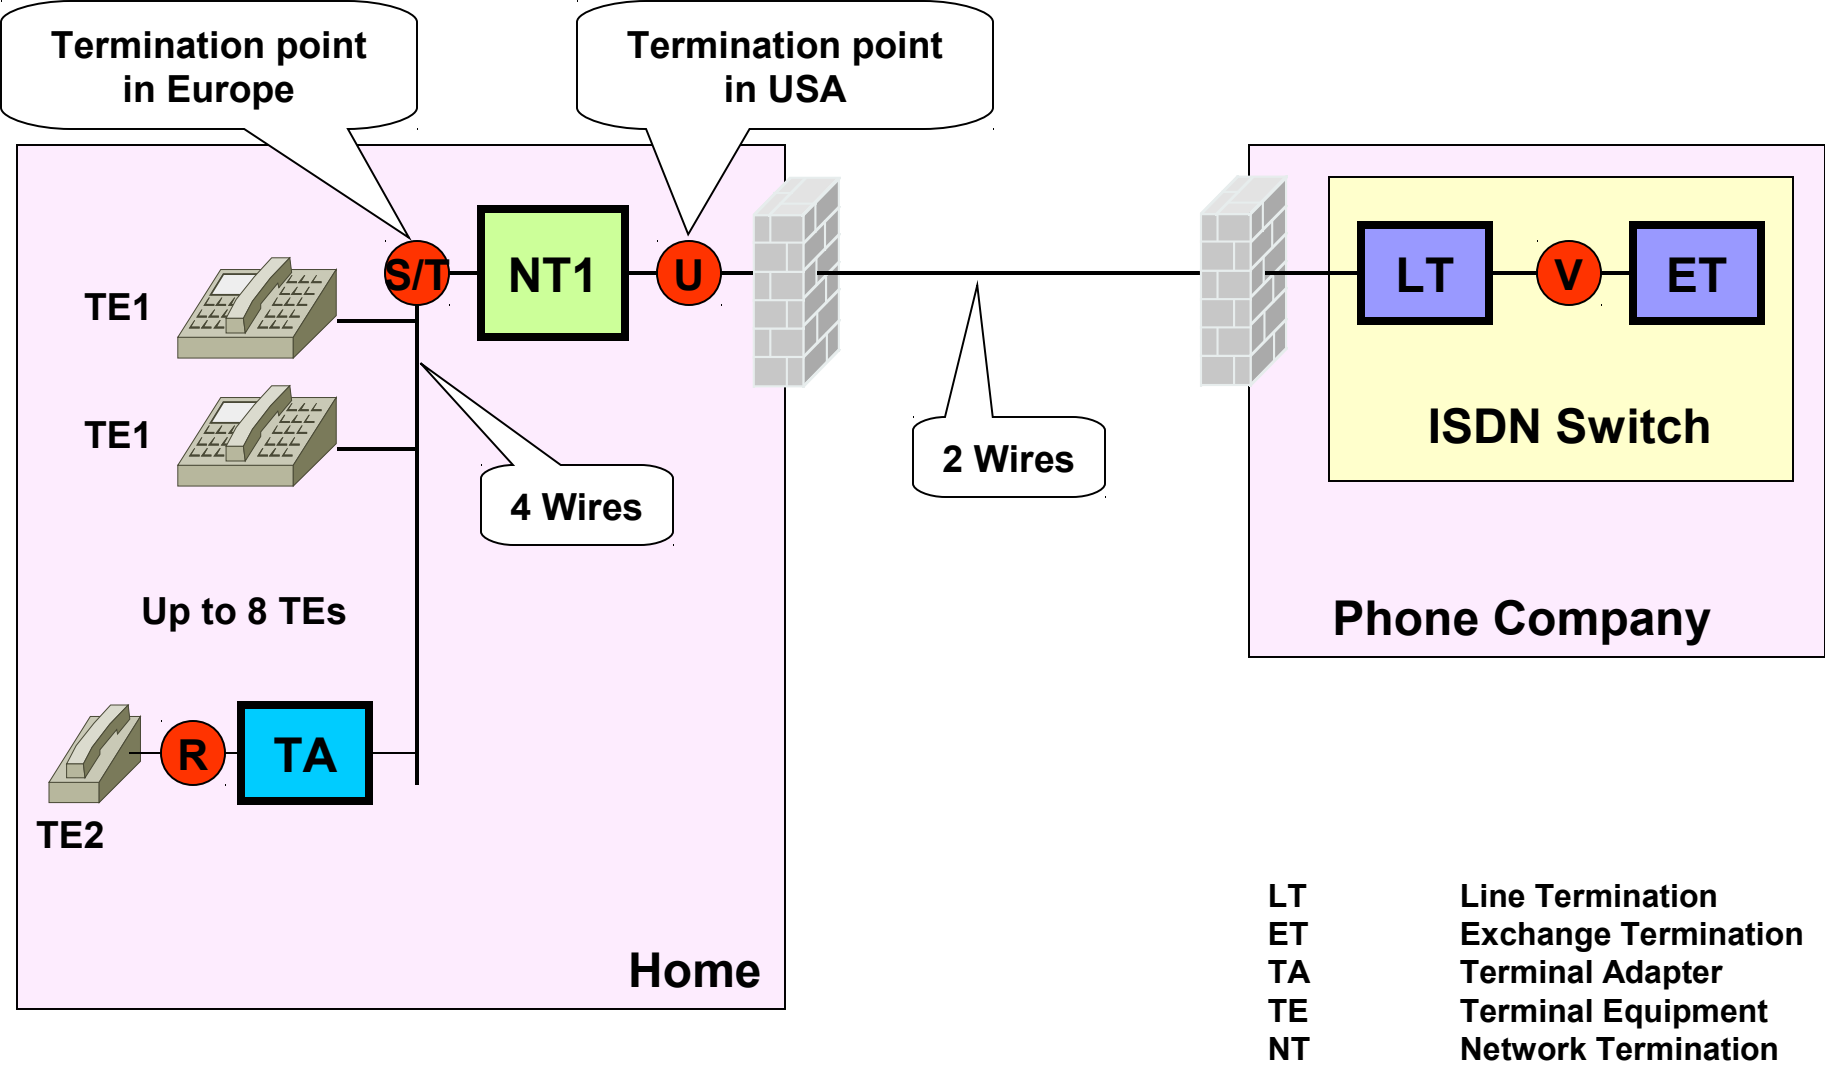 Termination point
in Europe
Termination point
in USA
S/T
NT1
U
LT
V
ET
TE1
TE1
4 Wires
2 Wires
ISDN Switch
Up to 8 TEs
Phone Company
R
TA
TE2
Home
LT Line Termination
ET Exchange Termination
TA Terminal Adapter
TE Terminal Equipment
NT Network Termination